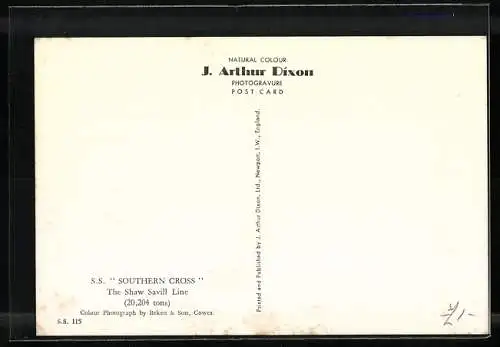 NATURAL COLOUR
J. Arthur Dixon
PHOTOGRAVURE
POST CARD
Printed and Published by J. Arthur Dixon, Ltd., Newport, I.W., England.
S.S. " SOUTHERN CROSS "
The Shaw Savill Line
(20,204 tons)
Colour Photograph by Beken & Son, Cowes.
S.S. 115